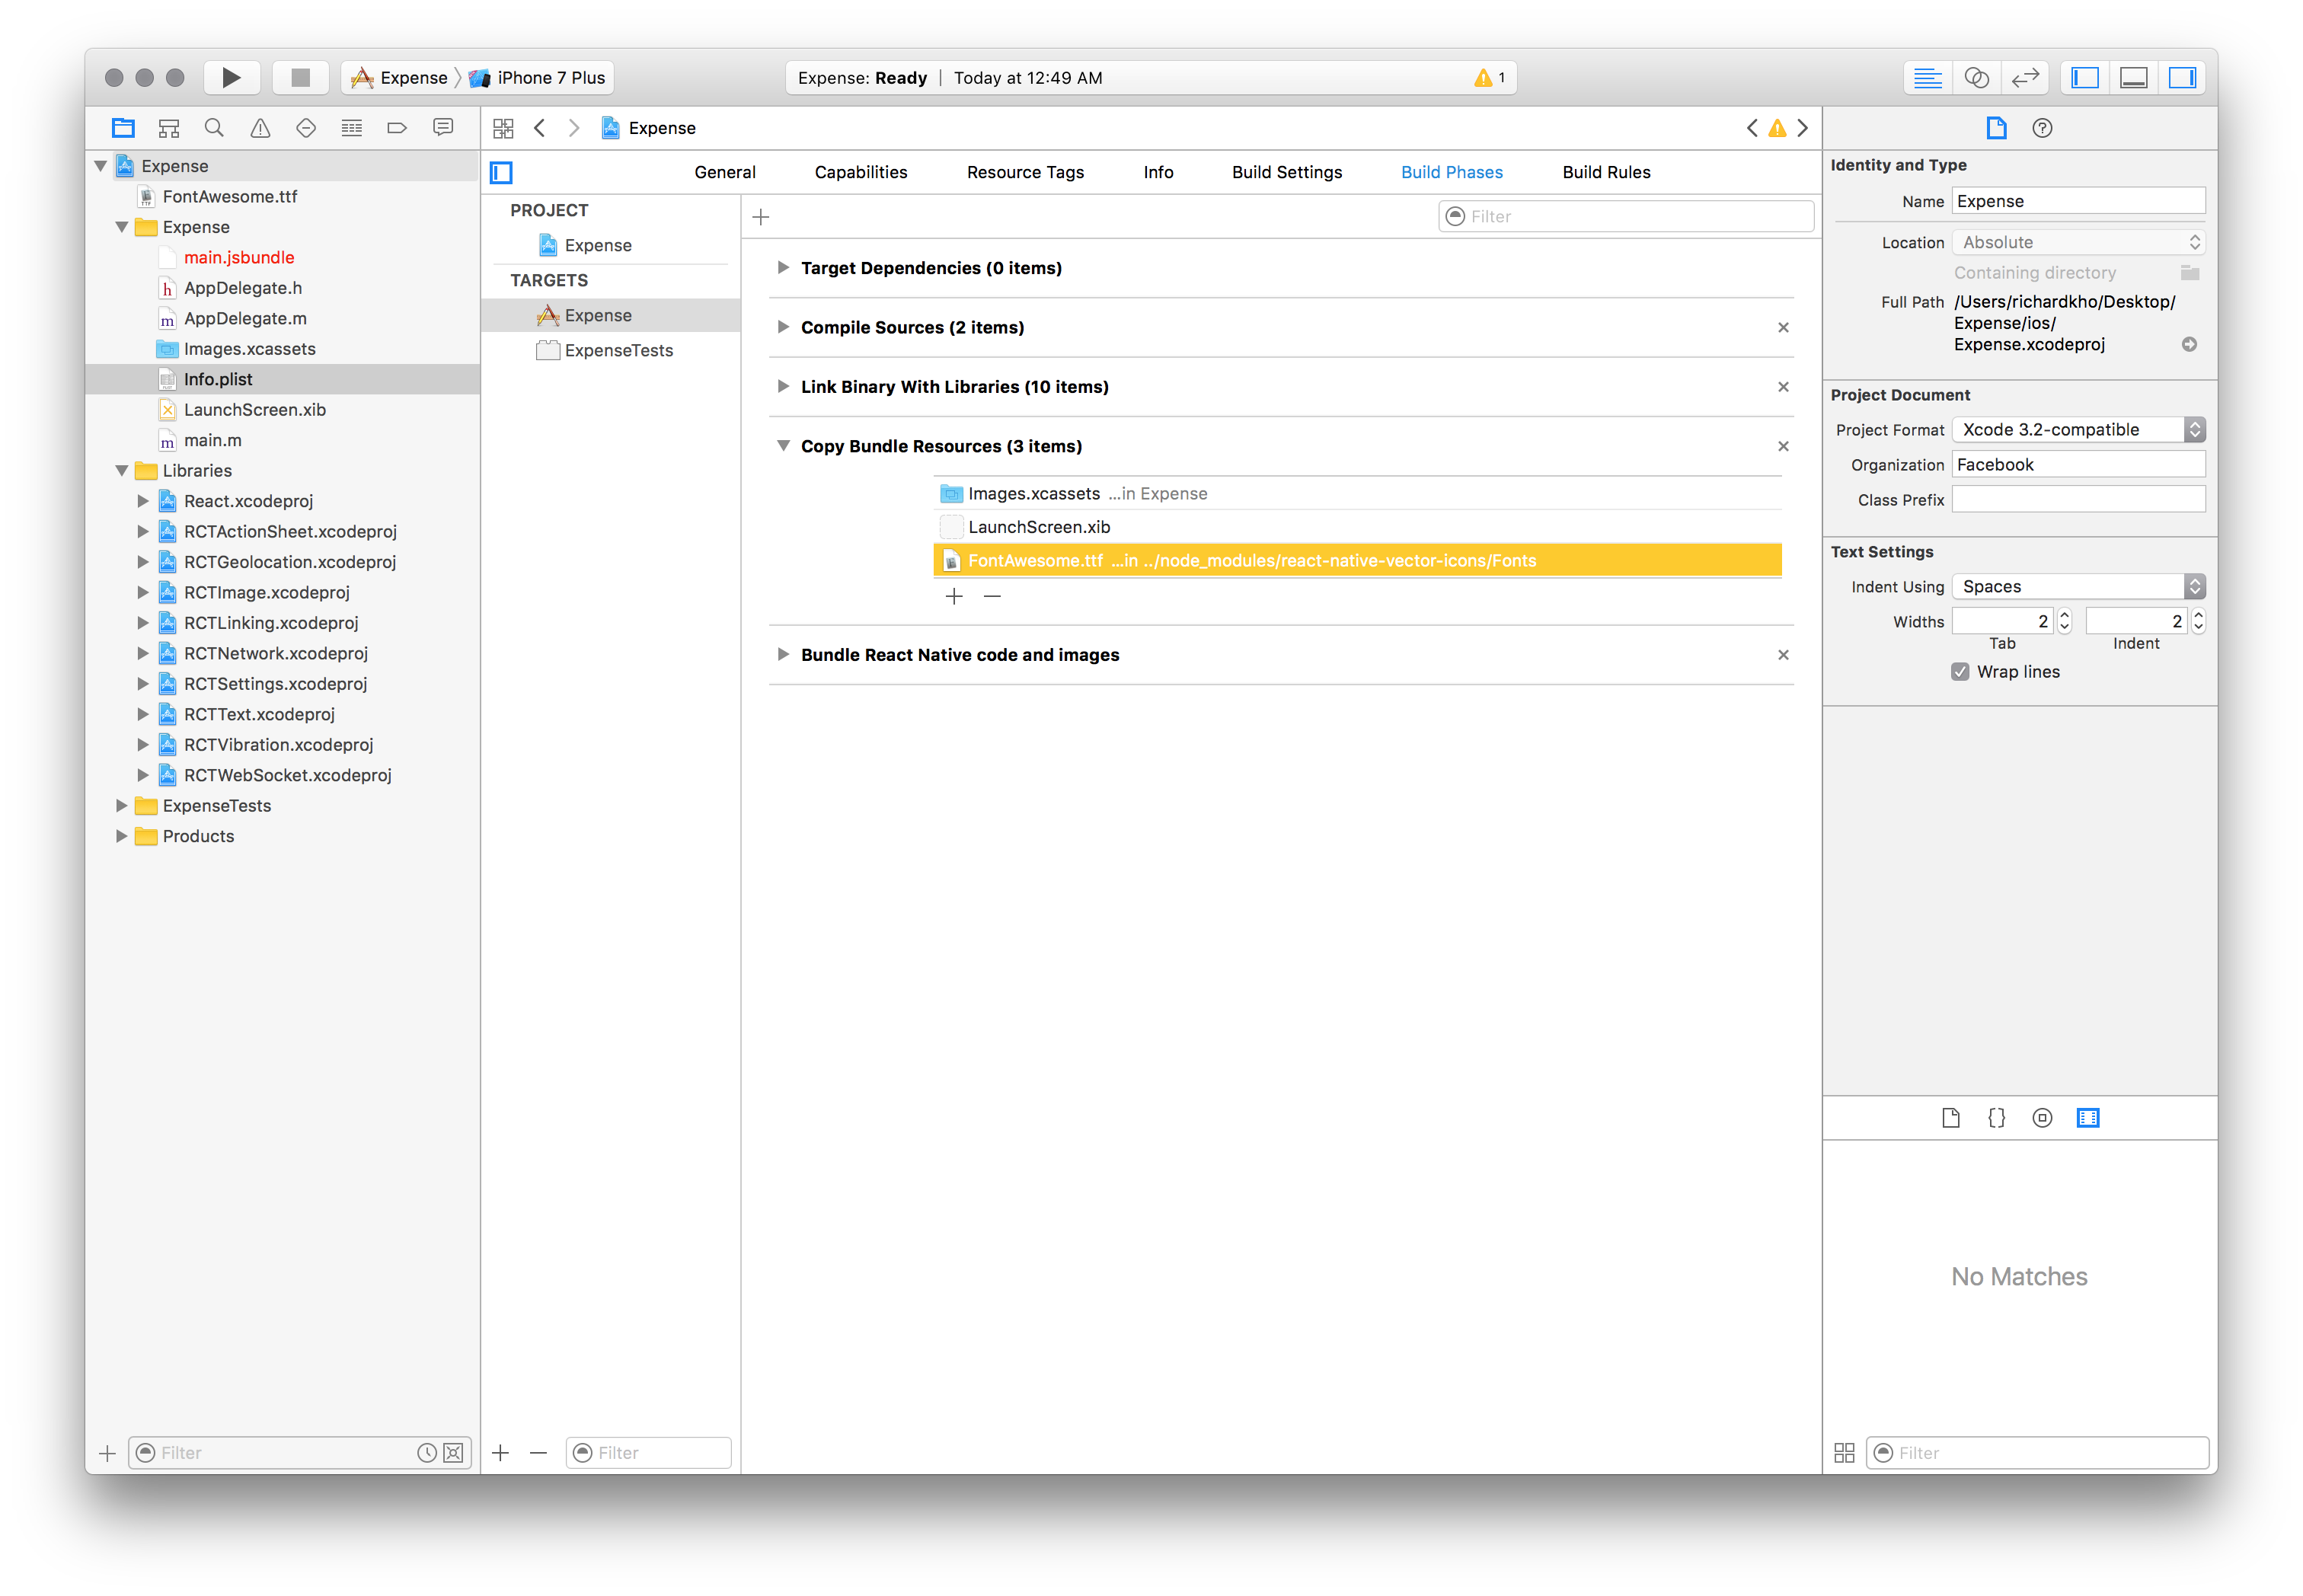 Expense
iPhone 7 Plus
Expense: Ready | Today at 12:49 AM
1
Expense
FontAwesome.ttf
Expense
main.jsbundle
AppDelegate.h
AppDelegate.m
Images.xcassets
Info.plist
LaunchScreen.xib
main.m
Libraries
React.xcodeproj
RCTActionSheet.xcodeproj
RCTGeolocation.xcodeproj
RCTImage.xcodeproj
RCTLinking.xcodeproj
RCTNetwork.xcodeproj
RCTSettings.xcodeproj
RCTText.xcodeproj
RCTVibration.xcodeproj
RCTWebSocket.xcodeproj
ExpenseTests
Products
Filter
Expense
General Capabilities Resource Tags Info Build Settings Build Phases Build Rules
PROJECT
Expense
TARGETS
Expense
ExpenseTests
Filter
Filter
Target Dependencies (0 items)
Compile Sources (2 items)
Link Binary With Libraries (10 items)
Copy Bundle Resources (3 items)
Images.xcassets ...in Expense
LaunchScreen.xib
FontAwesome.ttf ...in ../node_modules/react-native-vector-icons/Fonts
Bundle React Native code and images
Identity and Type
Name Expense
Location Absolute
Containing directory
Full Path /Users/richardkho/Desktop/
Expense/ios/
Expense.xcodeproj
Project Document
Project Format Xcode 3.2-compatible
Organization Facebook
Class Prefix
Text Settings
Indent Using Spaces
Widths 2 2
Tab Indent
Wrap lines
No Matches
Filter